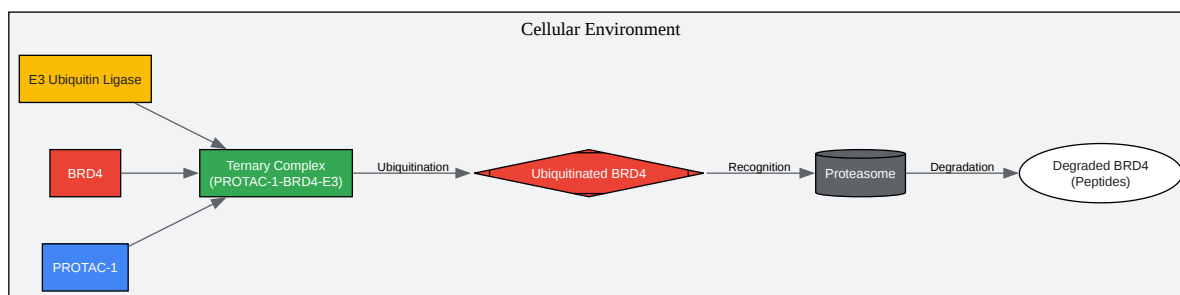 Cellular Environment
E3 Ubiquitin Ligase
BRD4
PROTAC-1
Ternary Complex
(PROTAC-1-BRD4-E3)
Ubiquitination
Ubiquitinated BRD4
Recognition
Proteasome
Degradation
Degraded BRD4
(Peptides)